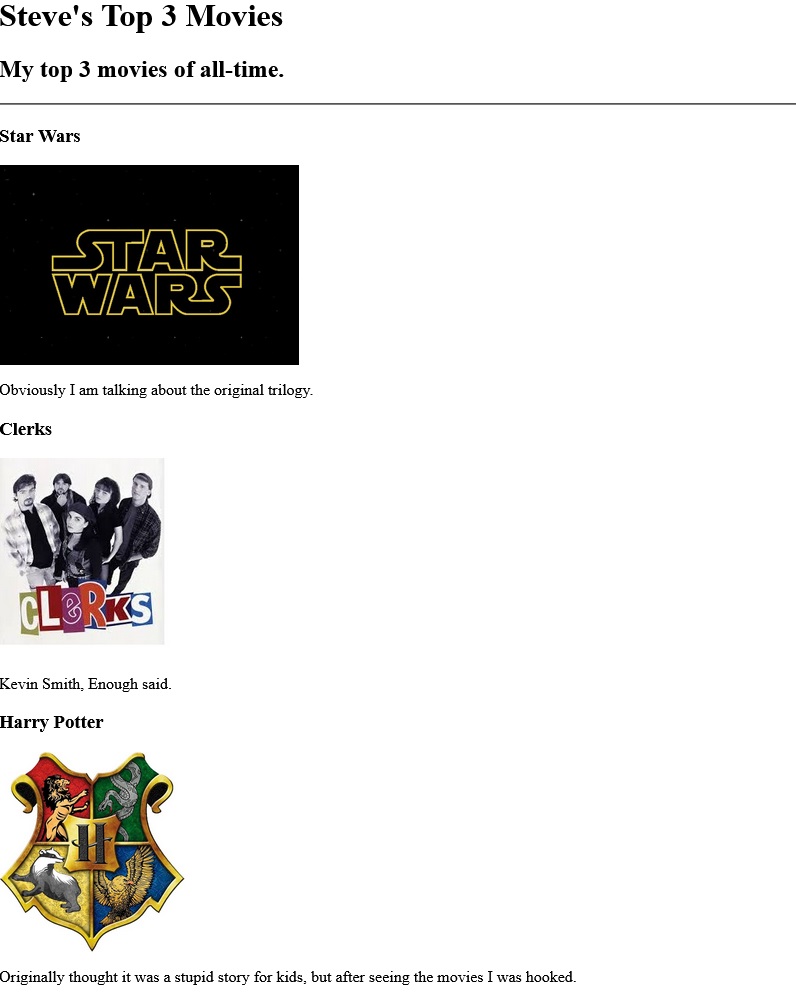 Steve's Top 3 Movies
My top 3 movies of all-time.
Star Wars
STAR
WARS
Obviously I am talking about the original trilogy.
Clerks
CLeRKS
Kevin Smith, Enough said.
Harry Potter
H
Originally thought it was a stupid story for kids, but after seeing the movies I was hooked.